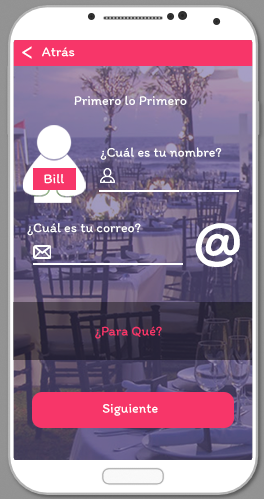 Atrás
Primero lo Primero
¿Cuál es tu nombre?
Bill
¿Cuál es tu correo?
@
¿Para Qué?
Siguiente